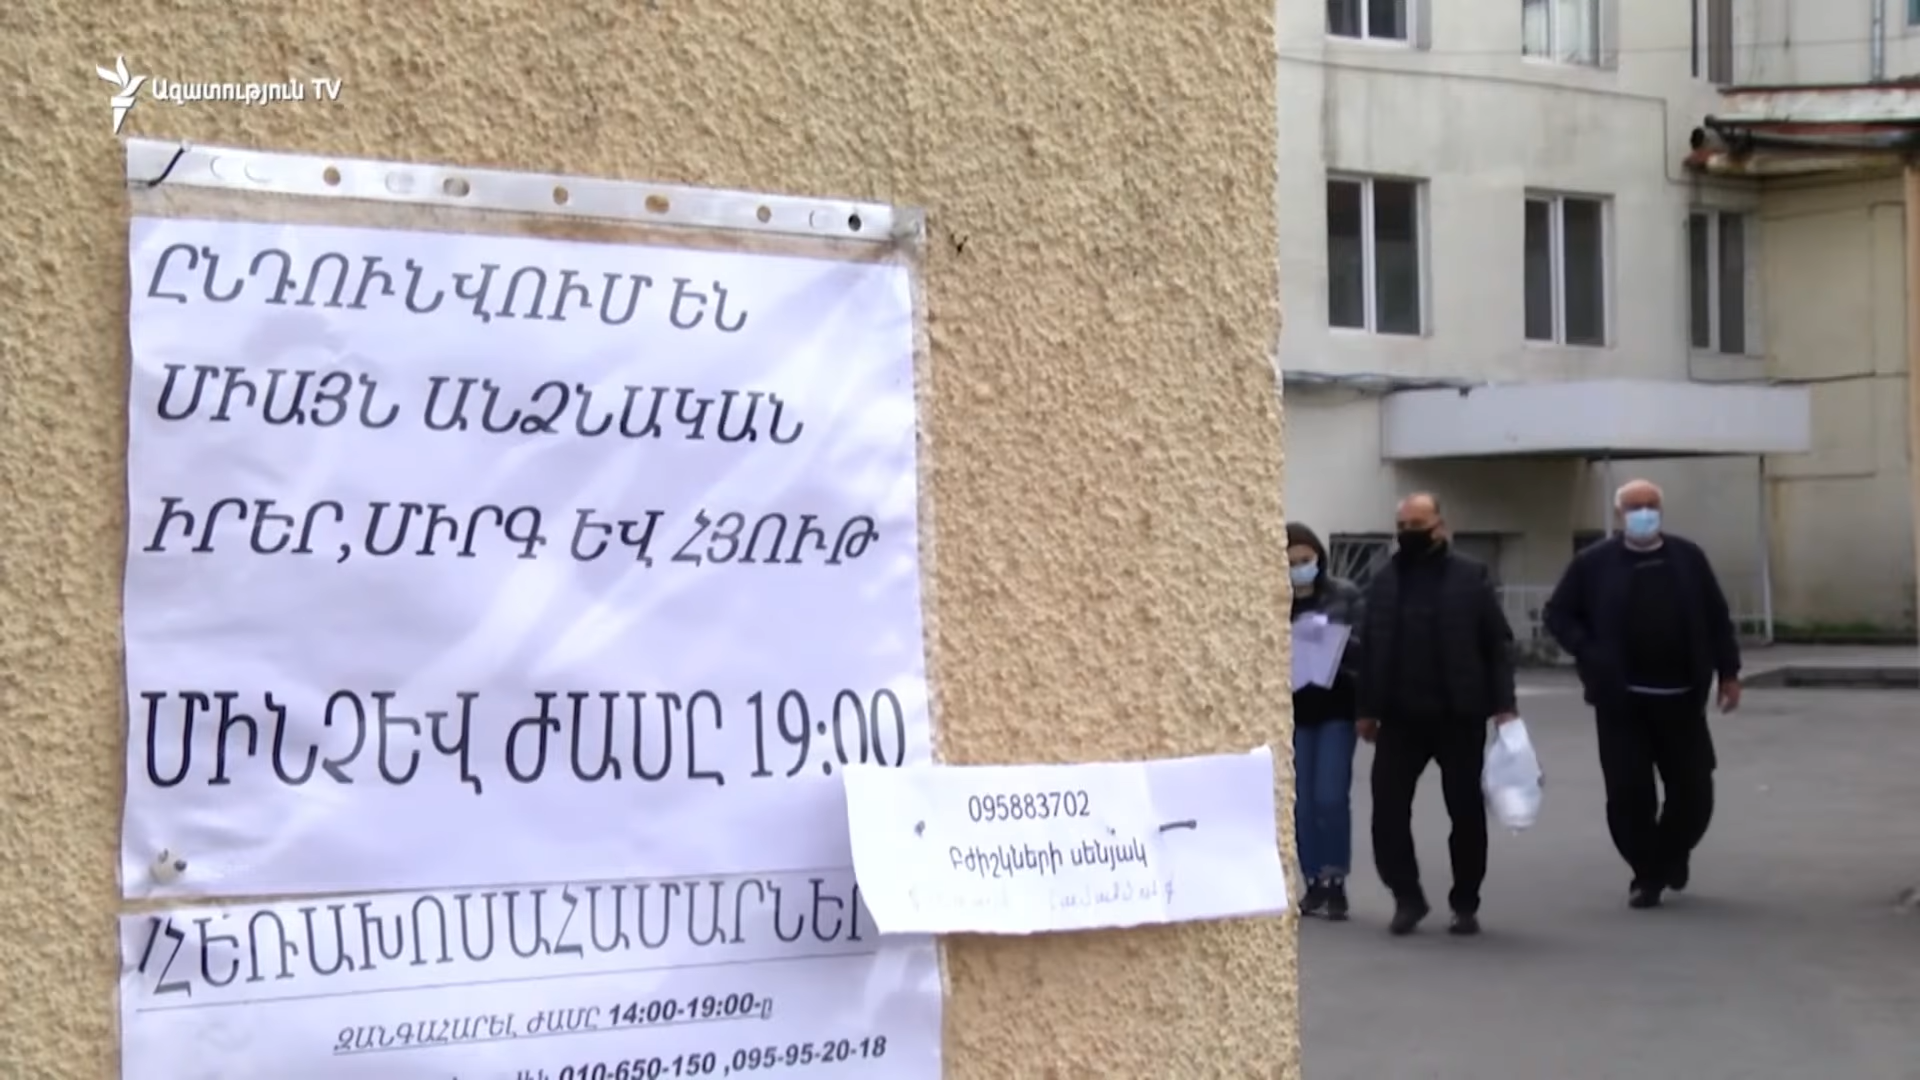 Ազատություն TV
ԸՆԴՈՒՆՎՈՒՄ ԵՆ
ՄԻԱՅՆ ԱՆՁՆԱԿԱՆ
ԻՐԵՐ,ՄԻՐԳ ԵՎ ՀՅՈՒԹ
ՄԻՆՉԵՎ ԺԱՄԸ 19:00
095883702
Բժիշկների սենյակ
ՀԵՌԱԽՈՍԱՀԱՄԱՐՆԵՐ
ԶԱՆԳԱՀԱՐԵԼ ԺԱՄԸ 14:00-19:00-ը
010-650-150 ,095-95-20-18